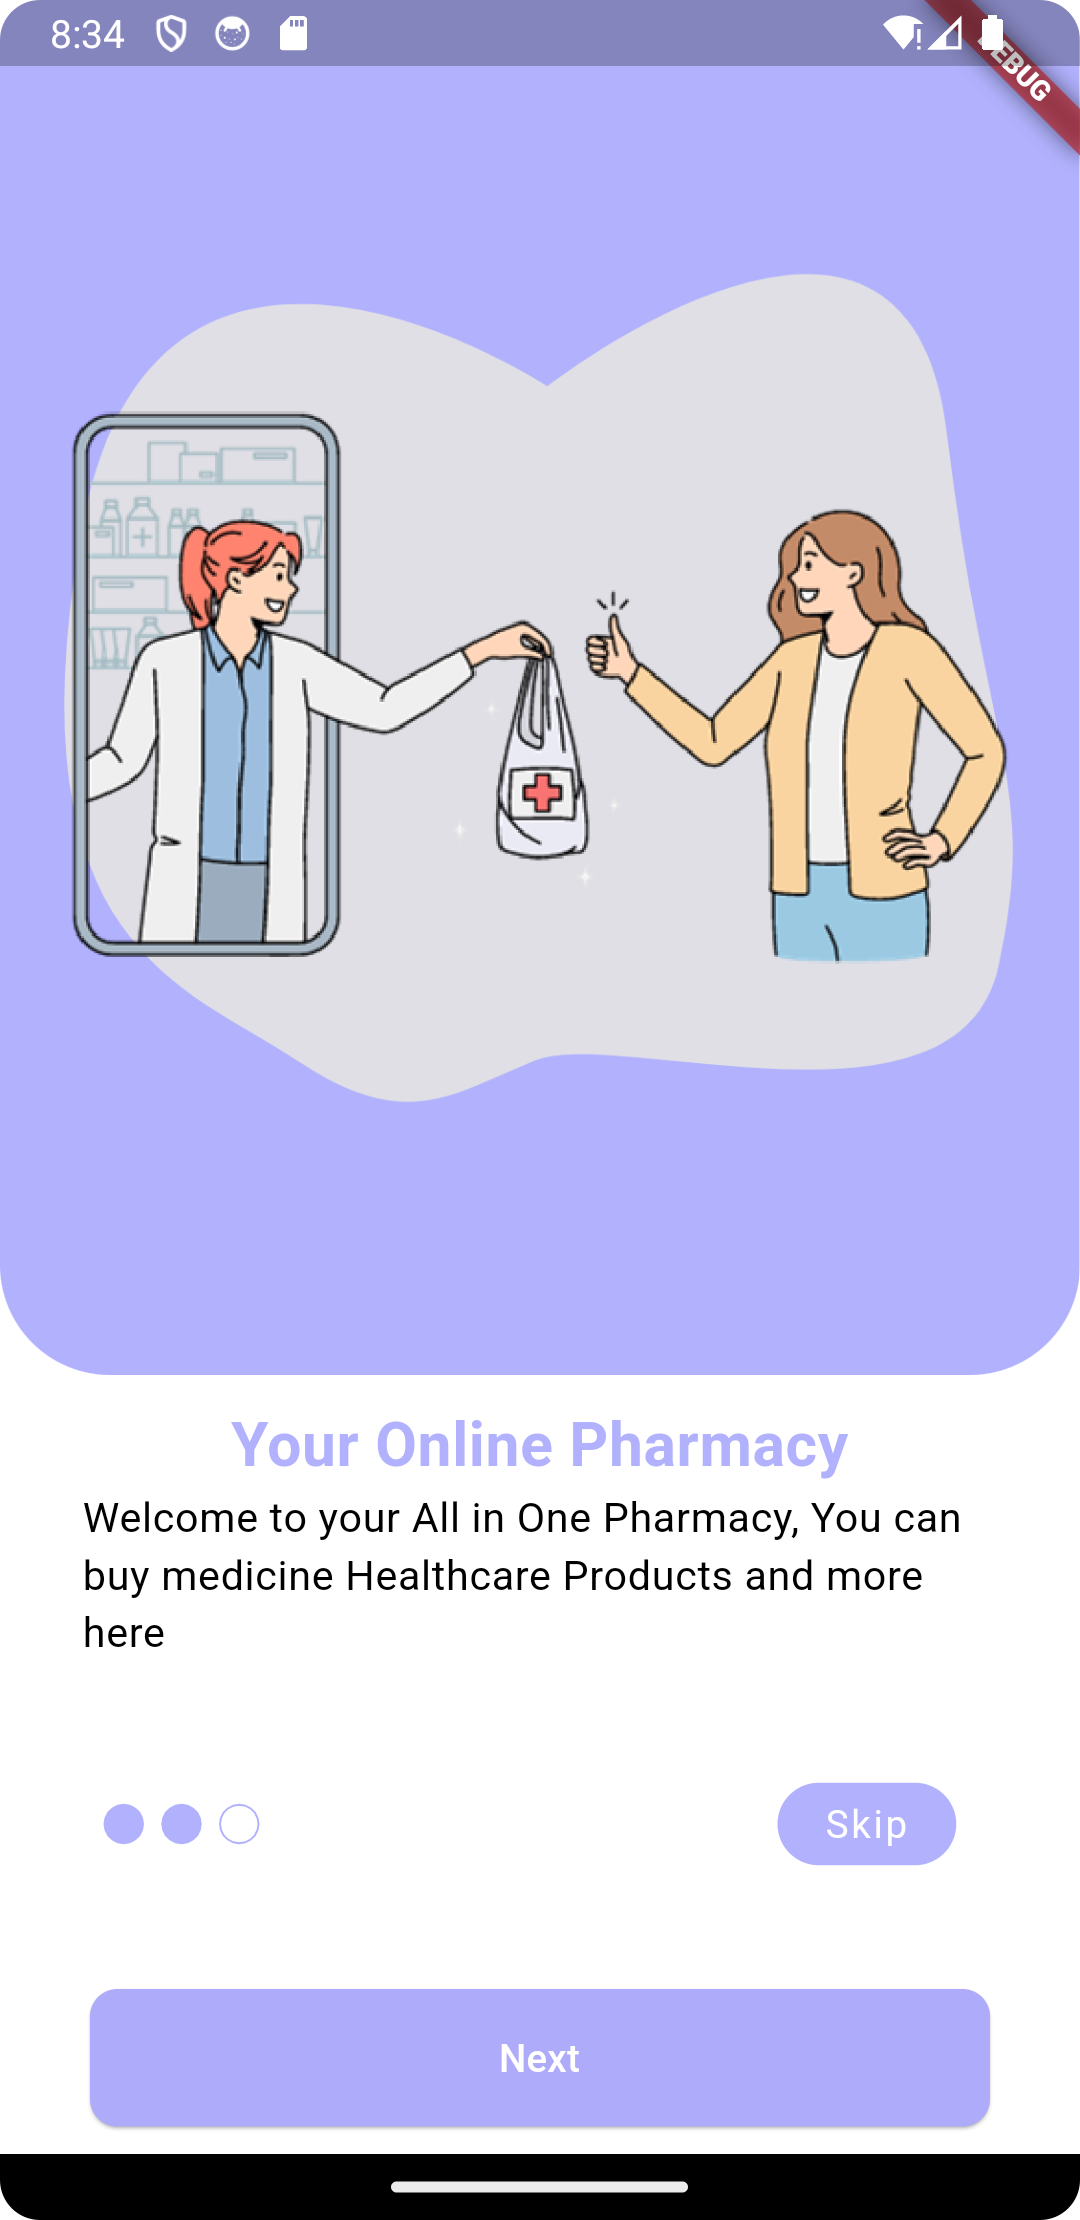 8:34
EBUG
Your Online Pharmacy
Welcome to your All in One Pharmacy, You can
buy medicine Healthcare Products and more
here
Skip
Next